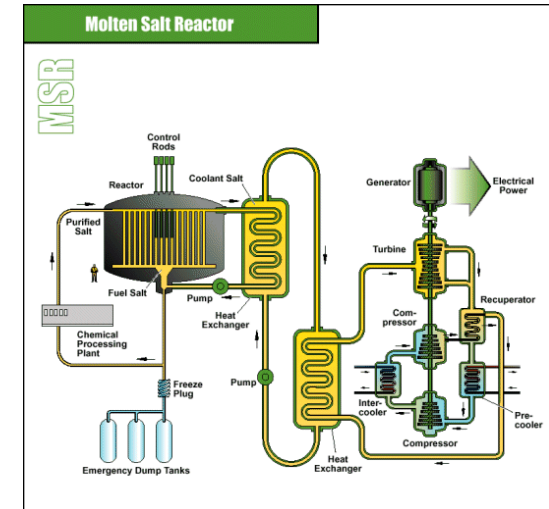 Molten Salt Reactor
MSR
Control
Rods
Reactor
Coolant Salt
Generator
Electrical
Power
Purified
Salt
Turbine
Fuel Salt
Pump
Recuperator
Heat
Exchanger
Com-
pressor
Chemical
Processing
Plant
Freeze
Plug
Pump
Inter-
cooler
Pre-
cooler
Compressor
Heat
Exchanger
Emergency Dump Tanks